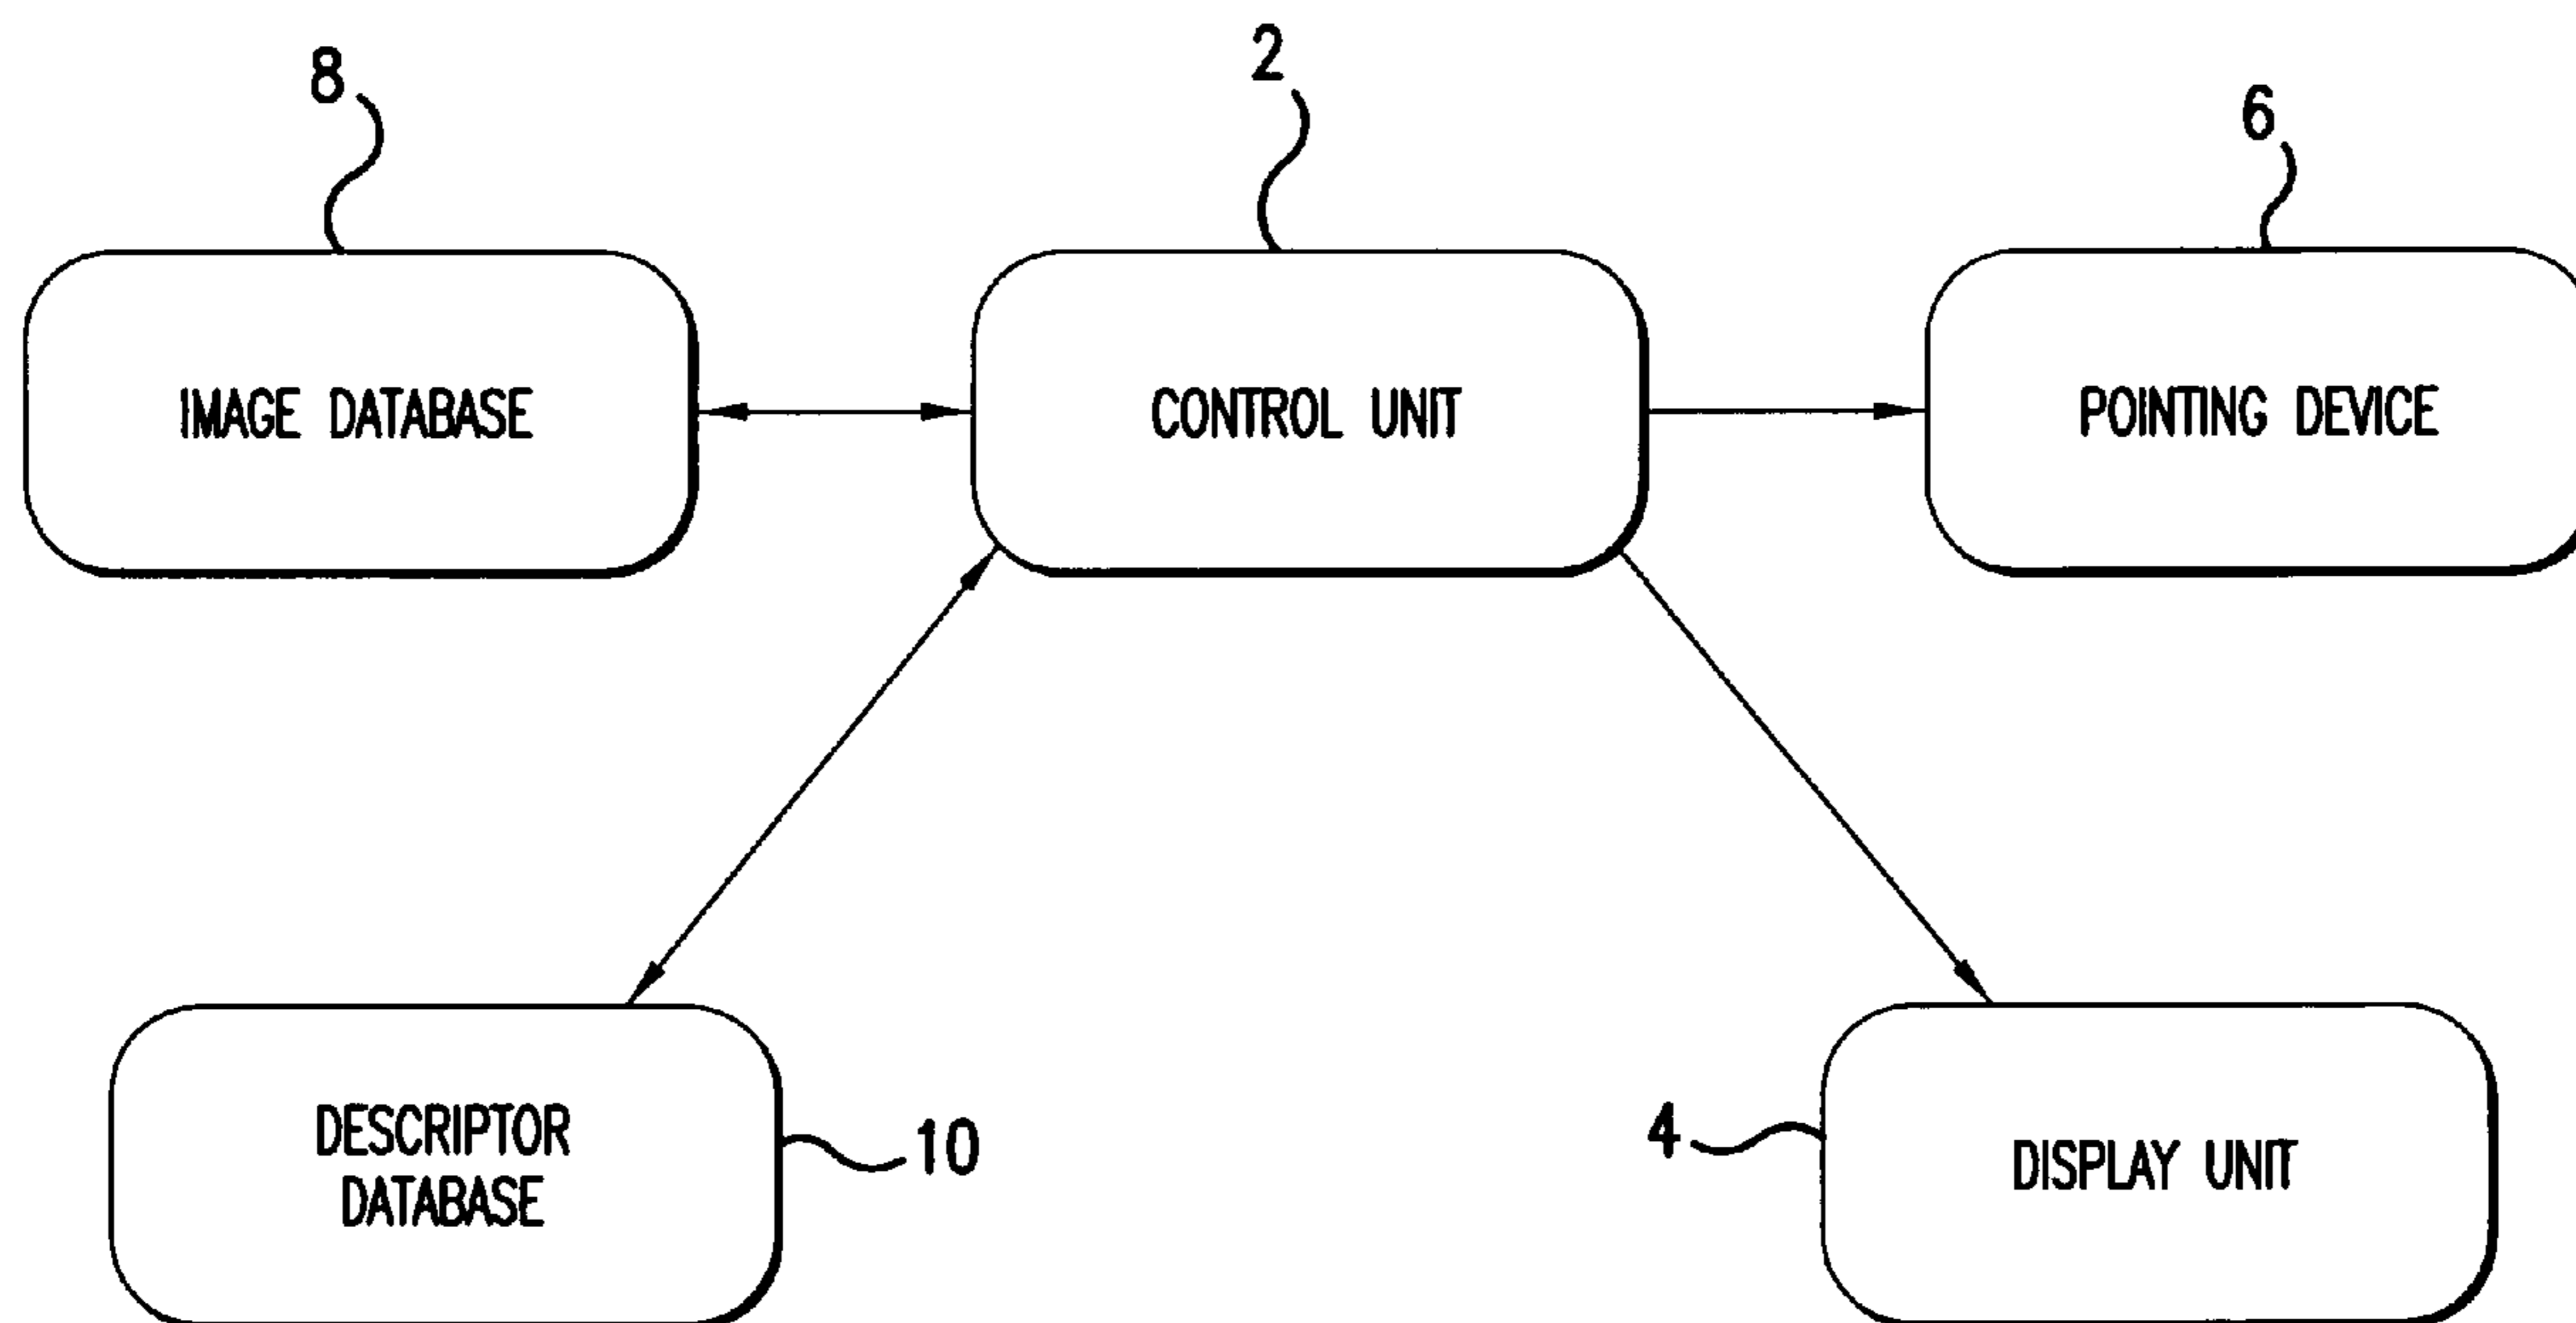 8
2
6
IMAGE DATABASE
CONTROL UNIT
POINTING DEVICE
DESCRIPTOR
DATABASE
10
4
DISPLAY UNIT